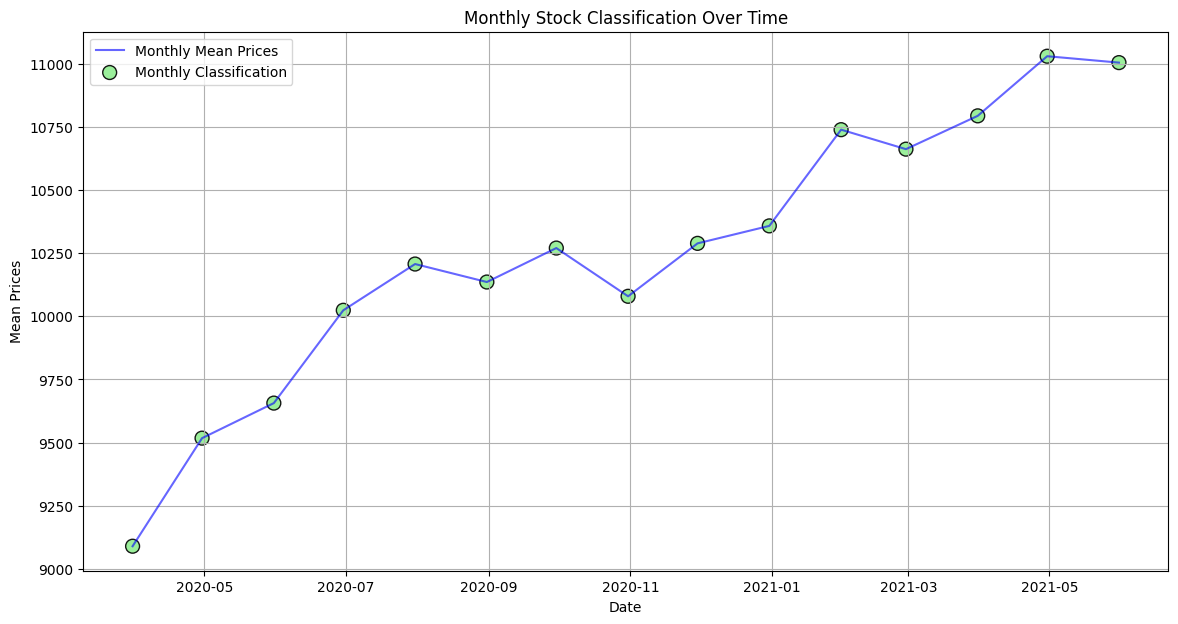 Monthly Stock Classification Over Time
Monthly Mean Prices
Monthly Classification
11000
10750
10500
10250
10000
9750
9500
9250
9000
Mean Prices
2020-05 2020-07 2020-09 2020-11 2021-01 2021-03 2021-05
Date